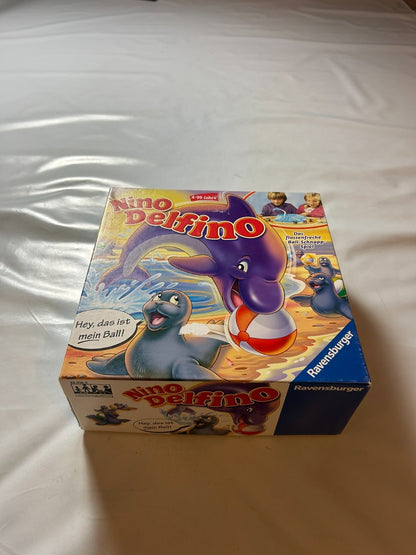 4-99 Jahre
Nino
Delfino
Das
flossenfreche
Ball-Schnapp-
Spiel
Hey, das ist
mein Ball!
Ravensburger
Nino
Delfino
Ravensburger
Hey, das ist
mein Ball!